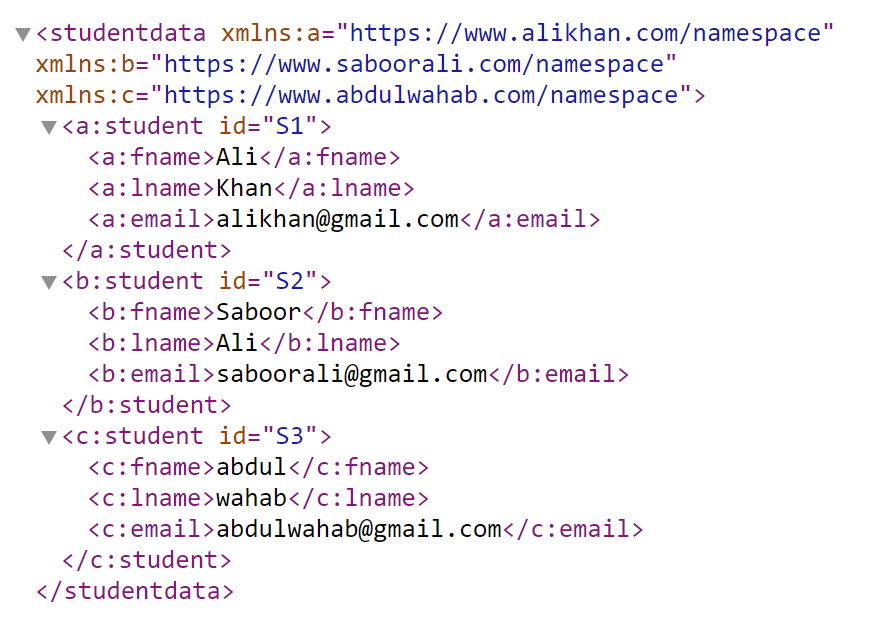 <studentdata xmlns:a="https://www.alikhan.com/namespace"
xmlns:b="https://www.saboorali.com/namespace"
xmlns:c="https://www.abdulwahab.com/namespace">
<a:student id="S1">
<a:fname>Ali</a:fname>
<a:lname>Khan</a:lname>
<a:email>alikhan@gmail.com</a:email>
</a:student>
<b:student id="S2">
<b:fname>Saboor</b:fname>
<b:lname>Ali</b:lname>
<b:email>saboorali@gmail.com</b:email>
</b:student>
<c:student id="S3">
<c:fname>abdul</c:fname>
<c:lname>wahab</c:lname>
<c:email>abdulwahab@gmail.com</c:email>
</c:student>
</studentdata>